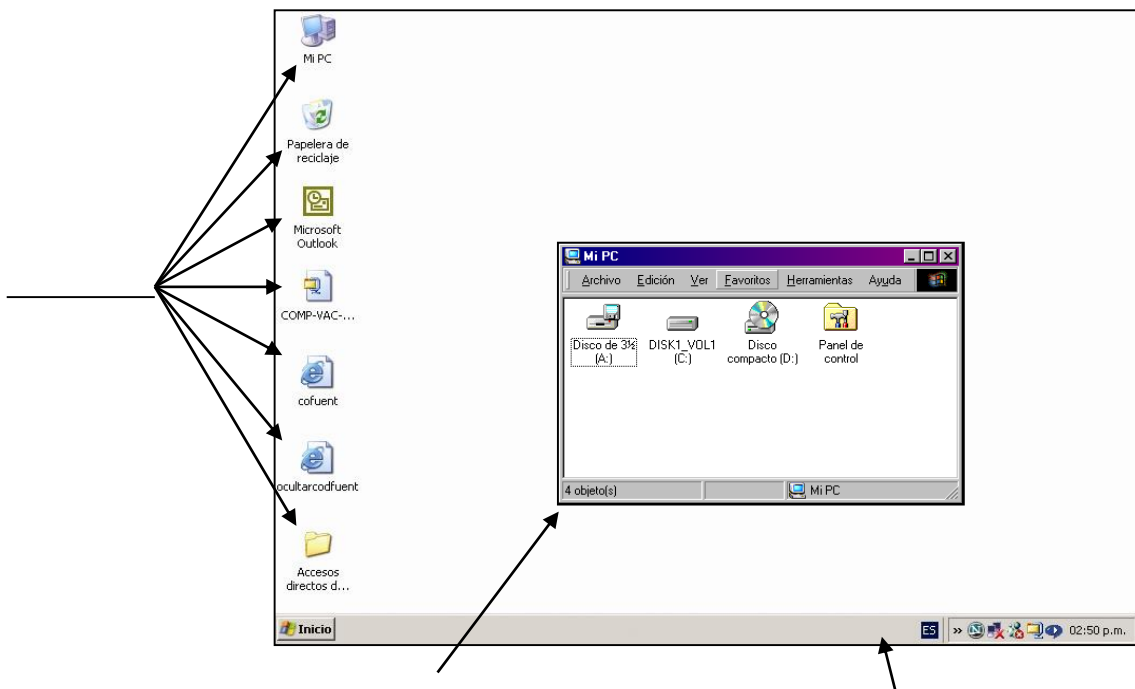 Mi PC
Papelera de
reciclaje
Microsoft
Outlook
COMP-VAC-...
cofuent
ocultarcodfuent
Accesos
directos d...
Mi PC
Archivo Edición Ver Favoritos Herramientas Ayuda
Disco de 3½
(A:)
DISK1_VOL1
(C:)
Disco
compacto (D:)
Panel de
control
4 objeto(s) Mi PC
Inicio ES » 02:50 p.m.